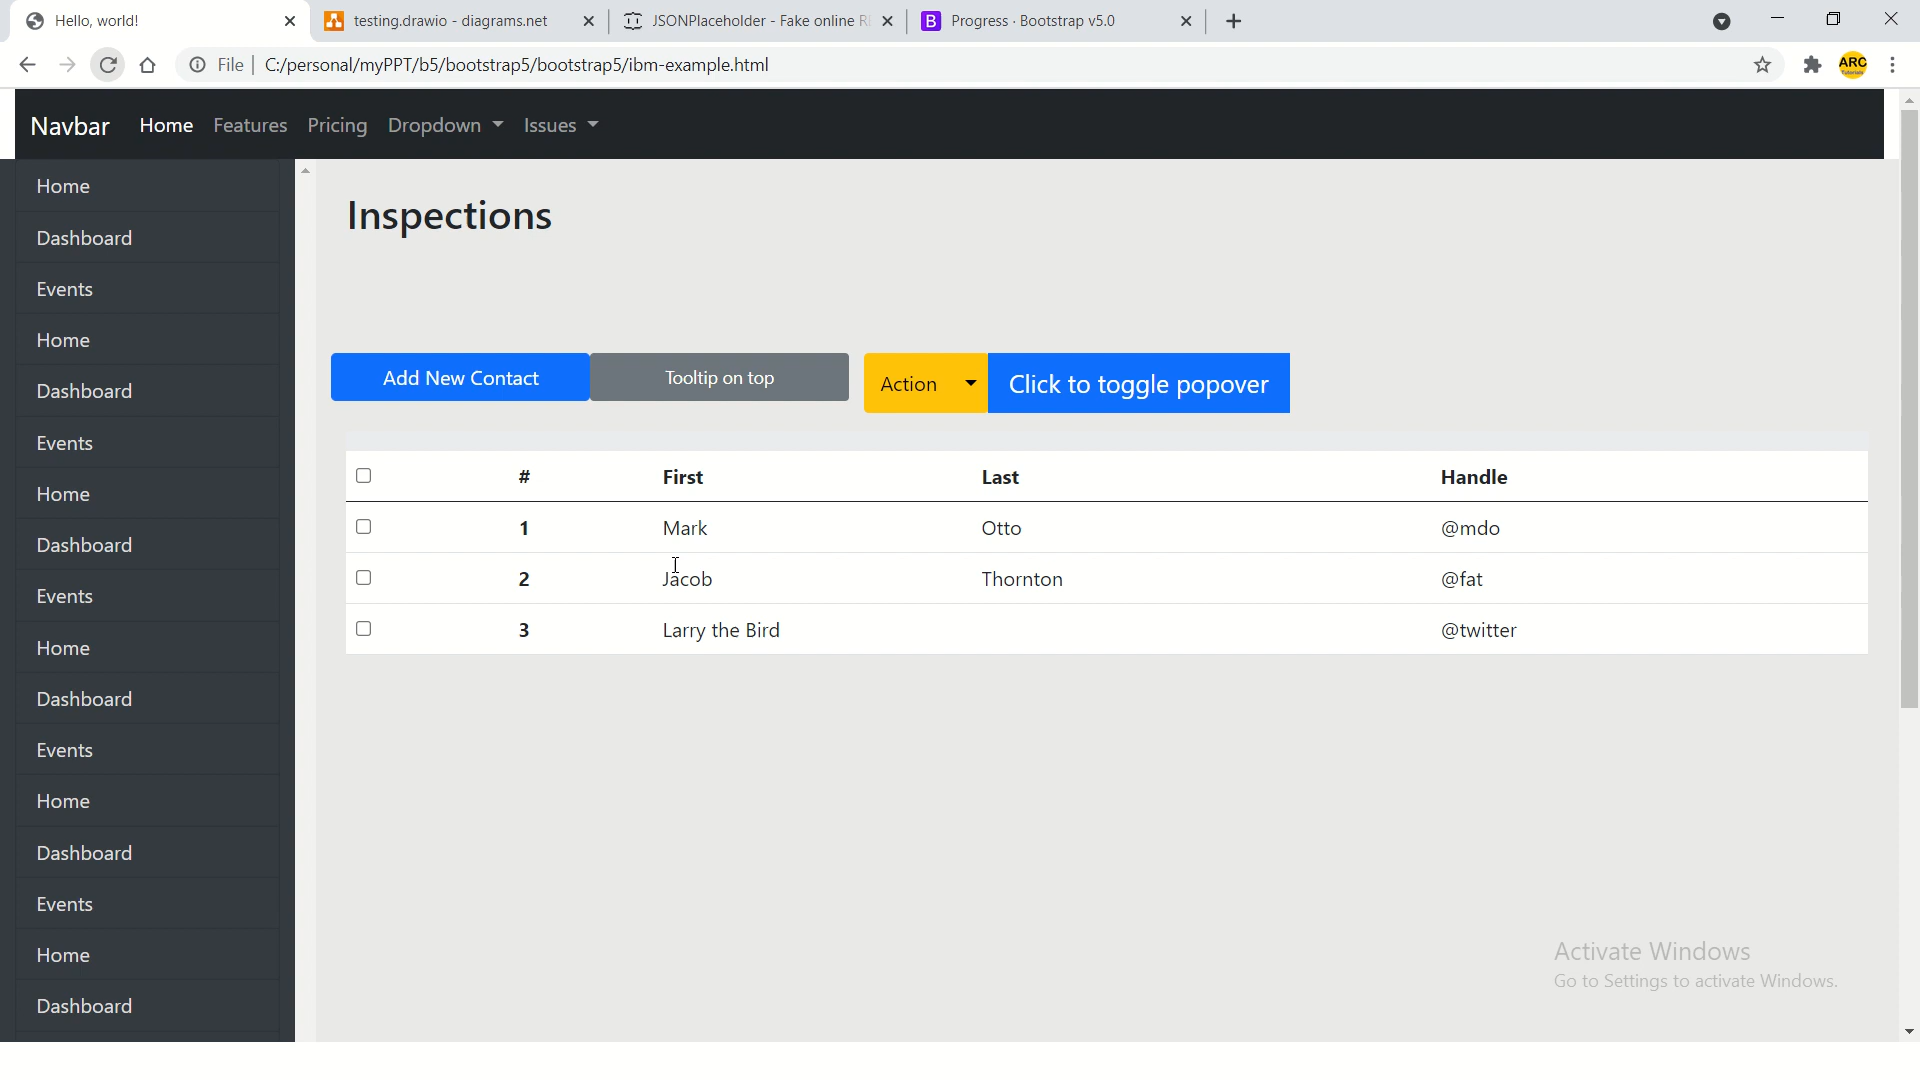 Hello, world!
testing.drawio - diagrams.net
JSONPlaceholder - Fake online R
Progress · Bootstrap v5.0
File
C:/personal/myPPT/b5/bootstrap5/bootstrap5/ibm-example.html
ARC
Tutorials
Navbar
Home
Features
Pricing
Dropdown
Issues
Home
Dashboard
Events
Home
Dashboard
Events
Home
Dashboard
Events
Home
Dashboard
Events
Home
Dashboard
Events
Home
Dashboard
Inspections
Add New Contact
Tooltip on top
Action
Click to toggle popover
# First Last Handle
1 Mark Otto @mdo
2 Jacob Thornton @fat
3 Larry the Bird @twitter
Activate Windows
Go to Settings to activate Windows.